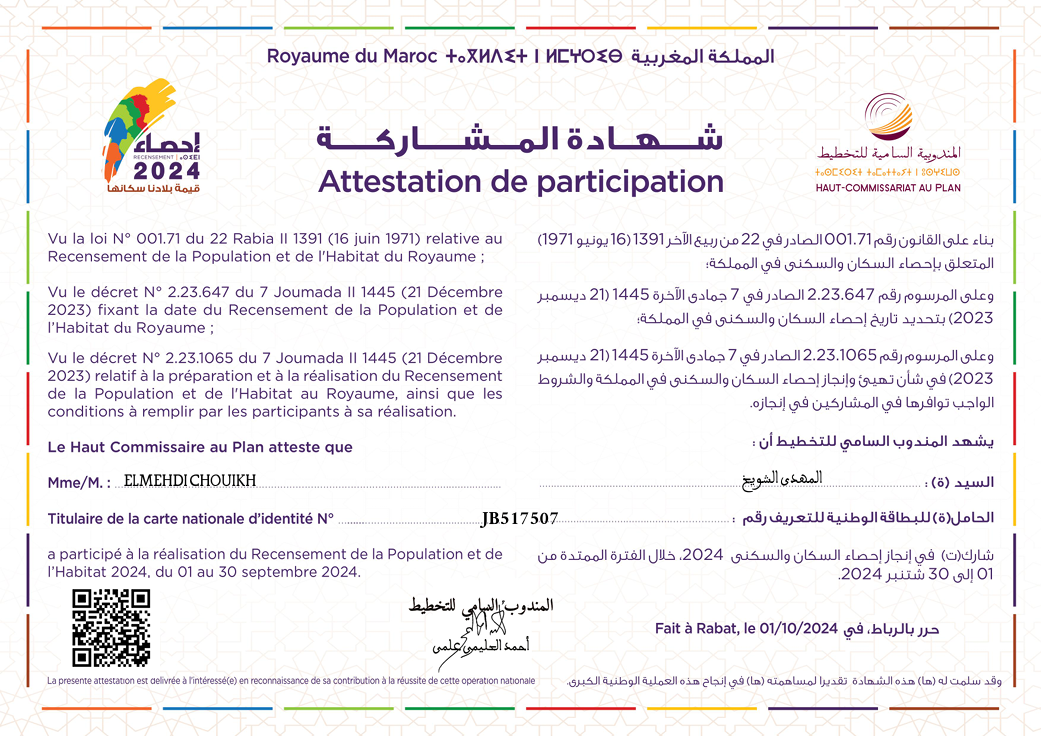 Royaume du Maroc ⵜⴰⴳⵍⴷⵉⵜ ⵏ ⵍⵎⵖⵔⵉⴱ المملكة المغربية
إحصاء
RECENSEMENT
2024
قيمة بلادنا سكانها
شهادة المشاركة
Attestation de participation
المندوبية السامية للتخطيط
HAUT-COMMISSARIAT AU PLAN
Vu la loi N° 001.71 du 22 Rabia II 1391 (16 juin 1971) relative au
Recensement de la Population et de l'Habitat du Royaume ;
Vu le décret N° 2.23.647 du 7 Joumada II 1445 (21 Décembre
2023) fixant la date du Recensement de la Population et de
l'Habitat du Royaume ;
Vu le décret N° 2.23.1065 du 7 Joumada II 1445 (21 Décembre
2023) relatif à la préparation et à la réalisation du Recensement
de la Population et de l'Habitat au Royaume, ainsi que les
conditions à remplir par les participants à sa réalisation.
Le Haut Commissaire au Plan atteste que
بناء على القانون رقم 001.71 الصادر في 22 من ربيع الآخر 1391 (16 يونيو 1971)
المتعلق بإحصاء السكان والسكنى في المملكة؛
وعلى المرسوم رقم 2.23.647 الصادر في 7 جمادى الآخرة 1445 (21 ديسمبر
2023) بتحديد تاريخ إحصاء السكان والسكنى في المملكة؛
وعلى المرسوم رقم 2.23.1065 الصادر في 7 جمادى الآخرة 1445 (21 ديسمبر
2023) في شأن تهيئ وإنجاز إحصاء السكان والسكنى في المملكة والشروط
الواجب توافرها في المشاركين في إنجازه.
يشهد المندوب السامي للتخطيط أن :
Mme/M. : ELMEHDI CHOUIKH
السيد (ة) : المهدي الشويخ
Titulaire de la carte nationale d'identité N° JB517507 الحامل(ة) للبطاقة الوطنية للتعريف رقم :
a participé à la réalisation du Recensement de la Population et de
l'Habitat 2024, du 01 au 30 septembre 2024.
شارك(ت) في إنجاز إحصاء السكان والسكنى 2024، خلال الفترة الممتدة من
01 إلى 30 شتنبر 2024.
المندوب السامي للتخطيط
أحمد الحليمي علمي
Fait à Rabat, le 01/10/2024 حرر بالرباط، في
La presente attestation est delivrée à l'intéressé(e) en reconnaissance de sa contribution à la réussite de cette operation nationale
وقد سلمت له (ها) هذه الشهادة تقديرا لمساهمته (ها) في إنجاح هذه العملية الوطنية الكبرى.